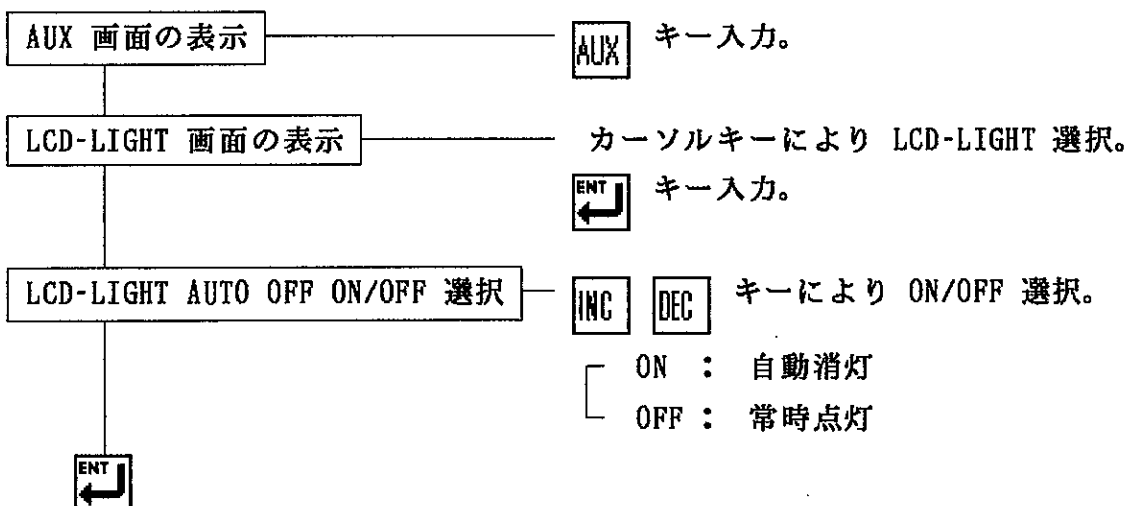 AUX 画面の表示 AUX キー入力。
LCD-LIGHT 画面の表示 カーソルキーにより LCD-LIGHT 選択。
ENT キー入力。
LCD-LIGHT AUTO OFF ON/OFF 選択 INC DEC キーにより ON/OFF 選択。
ON : 自動消灯
OFF : 常時点灯
ENT